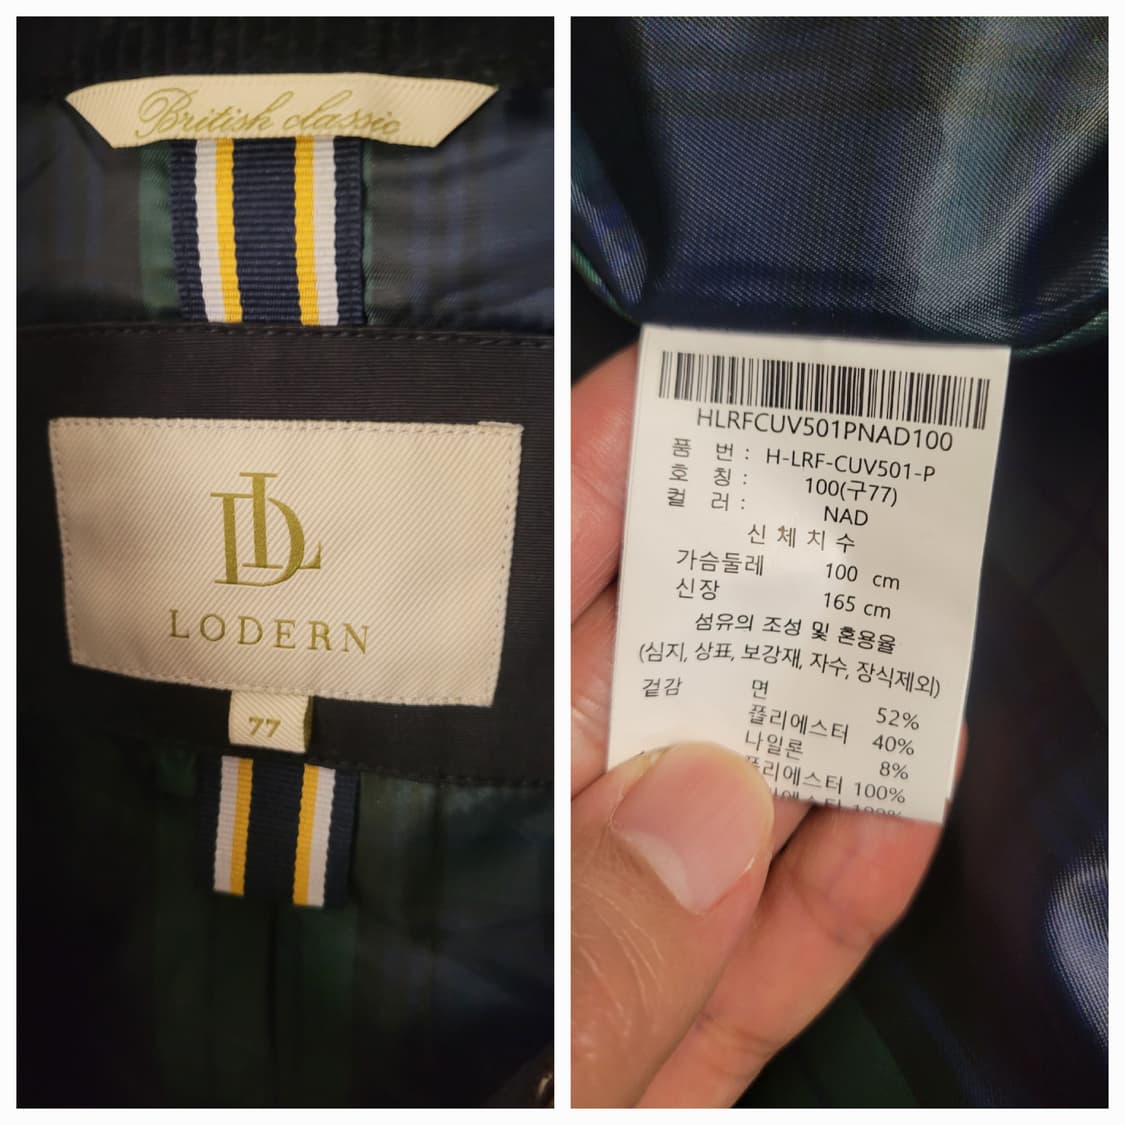 British classic
DL
LODERN
77
HLRFCUV501PNAD100
품 번 : H-LRF-CUV501-P
호 칭 : 100(구77)
컬 러 : NAD
신 체 치 수
가슴둘레 100 cm
신장 165 cm
섬유의 조성 및 혼용율
(심지, 상표, 보강재, 자수, 장식제외)
겉감 면 52%
폴리에스터 40%
나일론 8%
폴리에스터 100%